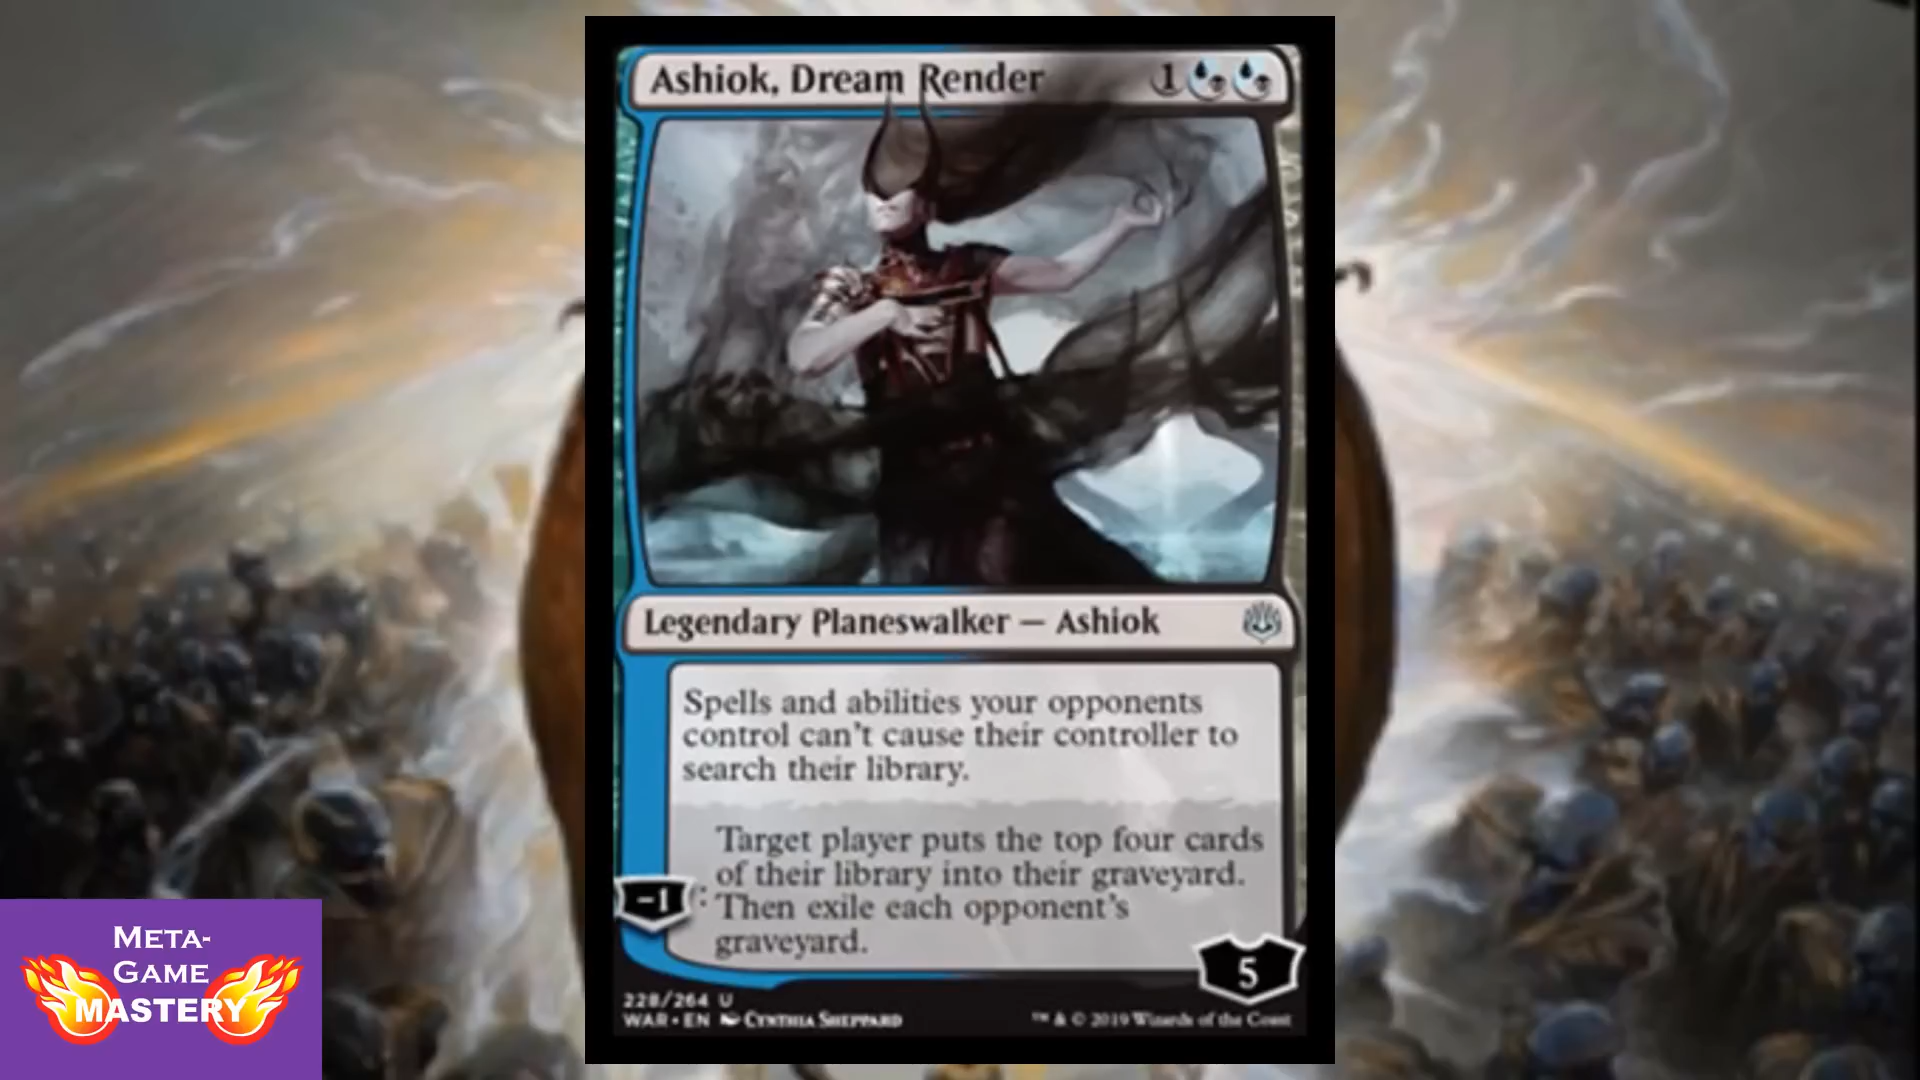 Ashiok, Dream Render 1
Legendary Planeswalker — Ashiok
Spells and abilities your opponents
control can't cause their controller to
search their library.
Target player puts the top four cards
of their library into their graveyard.
-1: Then exile each opponent's
graveyard.
5
228/264 U
WAR • EN Cynthia Sheppard
™ & © 2019 Wizards of the Coast
META-
GAME
MASTERY